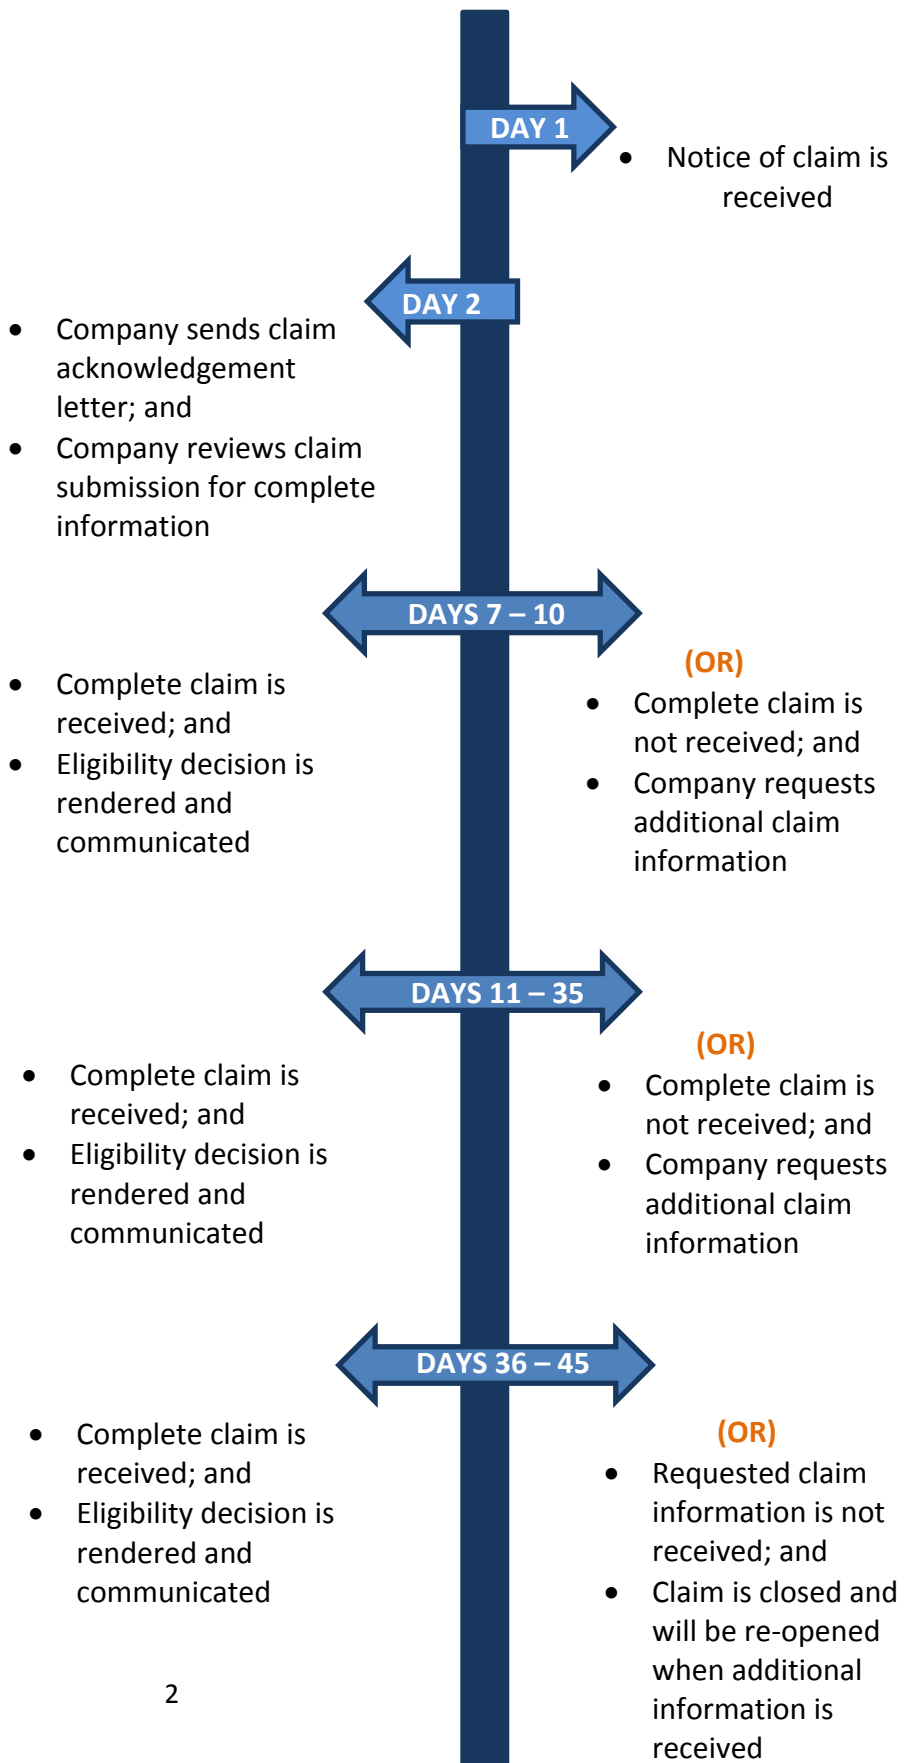 DAY 1
• Notice of claim is
received
DAY 2
• Company sends claim
acknowledgement
letter; and
• Company reviews claim
submission for complete
information
DAYS 7 – 10
• Complete claim is
received; and
• Eligibility decision is
rendered and
communicated
(OR)
• Complete claim is
not received; and
• Company requests
additional claim
information
DAYS 11 – 35
• Complete claim is
received; and
• Eligibility decision is
rendered and
communicated
(OR)
• Complete claim is
not received; and
• Company requests
additional claim
information
DAYS 36 – 45
• Complete claim is
received; and
• Eligibility decision is
rendered and
communicated
(OR)
• Requested claim
information is not
received; and
• Claim is closed and
will be re-opened
when additional
information is
received
2